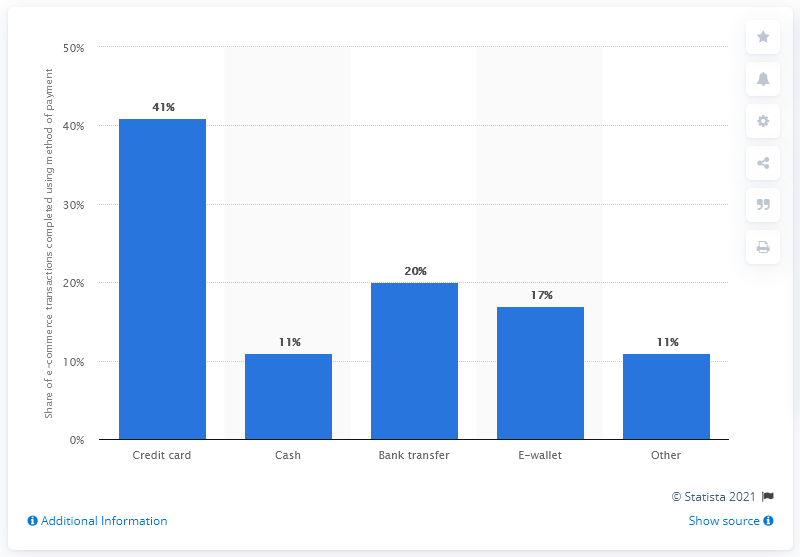 50%
40%
30%
20%
10%
0%
Share of e-commerce transactions completed using method of payment
41%
11%
20%
17%
11%
Credit card
Cash
Bank transfer
E-wallet
Other
© Statista 2021
Additional Information
Show source